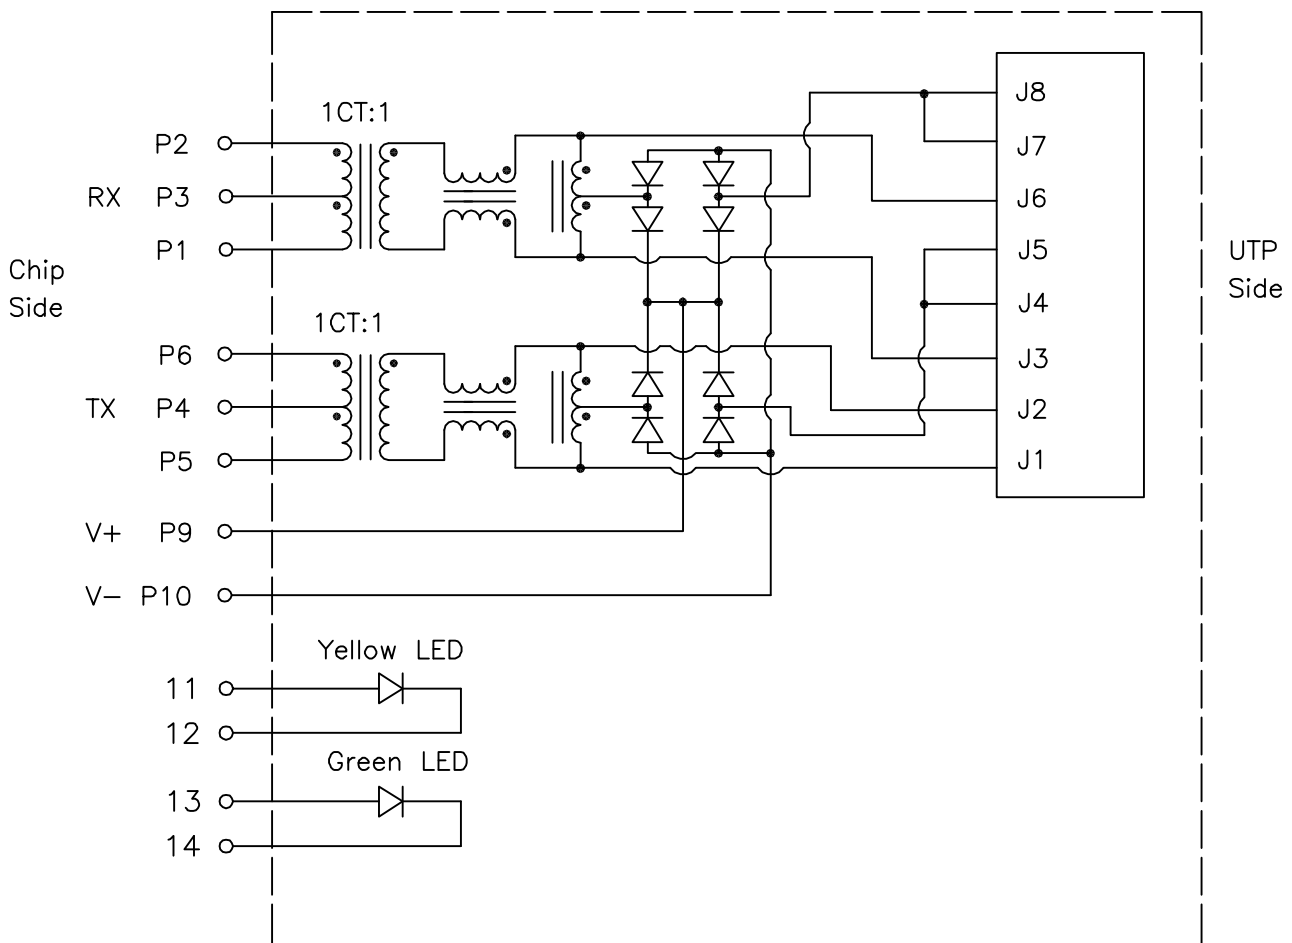 1CT:1
P2
RX P3
P1
Chip
Side
1CT:1
P6
TX P4
P5
V+ P9
V− P10
Yellow LED
11
12
Green LED
13
14
J8
J7
J6
J5
J4
J3
J2
J1
UTP
Side